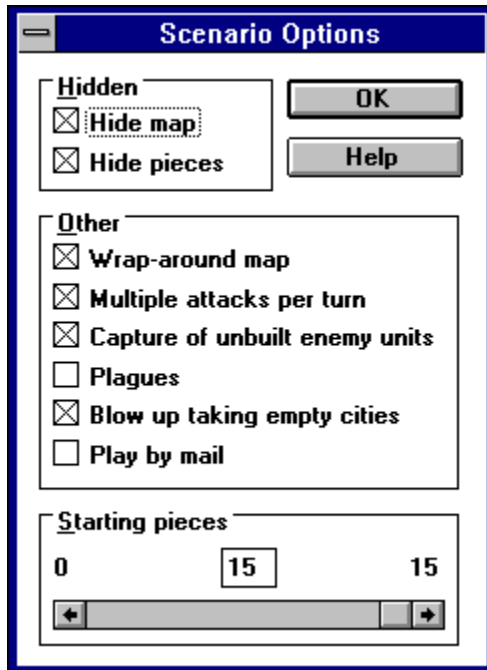 Scenario Options
Hidden
Hide map
Hide pieces
OK
Help
Other
Wrap-around map
Multiple attacks per turn
Capture of unbuilt enemy units
Plagues
Blow up taking empty cities
Play by mail
Starting pieces
0 15 15